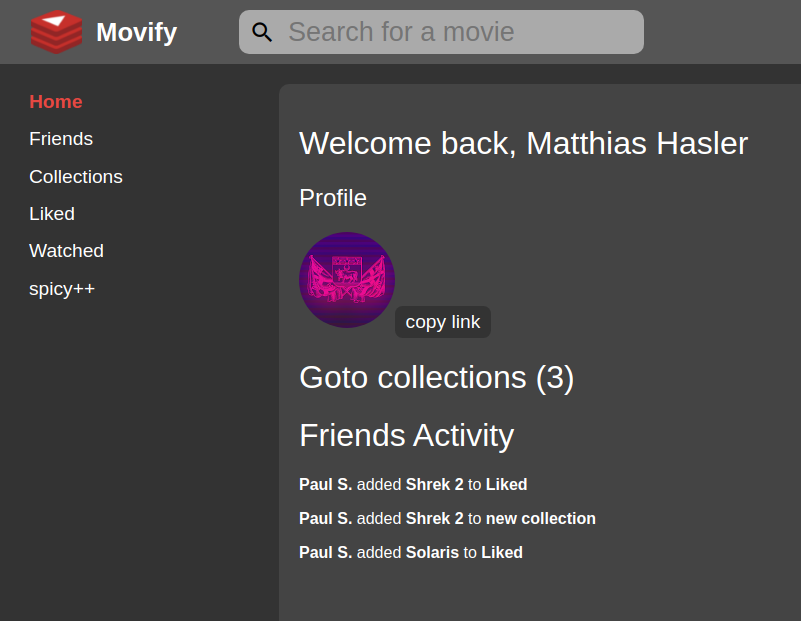 Movify
Search for a movie
Home
Friends
Collections
Liked
Watched
spicy++
Welcome back, Matthias Hasler
Profile
copy link
Goto collections (3)
Friends Activity
Paul S. added Shrek 2 to Liked
Paul S. added Shrek 2 to new collection
Paul S. added Solaris to Liked